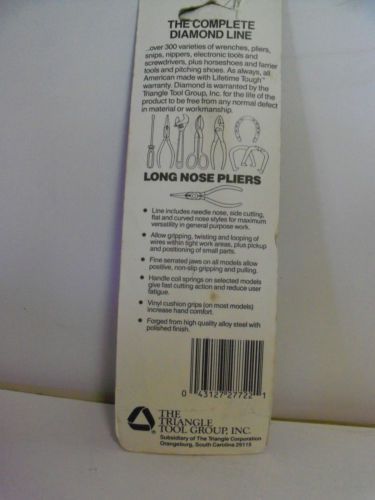 THE COMPLETE
DIAMOND LINE
...over 300 varieties of wrenches, pliers,
snips, nippers, electronic tools and
screwdrivers, plus horseshoes and farrier
tools and pitching shoes. As always, all
American made with Lifetime Tough™
warranty. Diamond is warranted by the
Triangle Tool Group, Inc. for the life of the
product to be free from any normal defect
in material or workmanship.
LONG NOSE PLIERS
• Line includes needle nose, side cutting,
flat and curved nose styles for maximum
versatility in general purpose work.
• Allow gripping, twisting and looping of
wires within tight work areas, plus pickup
and positioning of small parts.
• Fine serrated jaws on all models allow
positive, non-slip gripping and pulling.
• Handle coil springs on selected models
give fast cutting action and reduce user
fatigue.
• Vinyl cushion grips (on most models)
increase hand comfort.
• Forged from high quality alloy steel with
polished finish.
0 43127 27722 1
®
THE
TRIANGLE
TOOL GROUP, INC.
Subsidiary of The Triangle Corporation
Orangeburg, South Carolina 29115